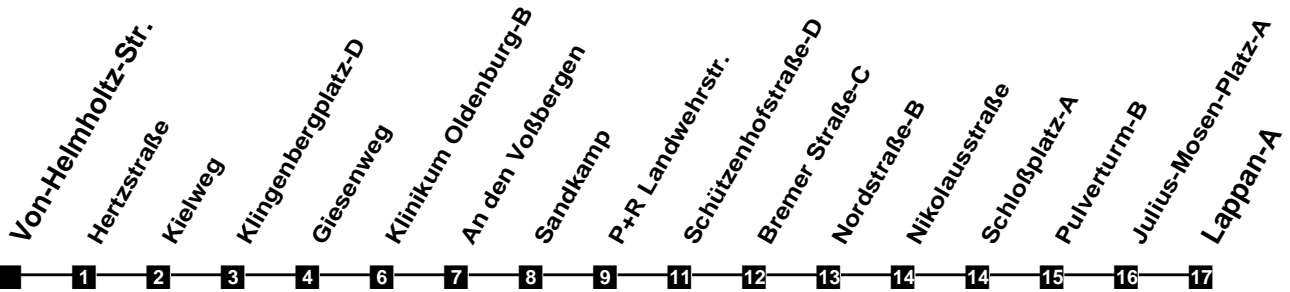 Von-Helmholtz-Str.
Hertzstraße
Kielweg
Klingenbergplatz-D
Giesenweg
Klinikum Oldenburg-B
An den Voßbergen
Sandkamp
P+R Landwehrstr.
Schützenhofstraße-D
Bremer Straße-C
Nordstraße-B
Nikolausstraße
Schloßplatz-A
Pulverturm-B
Julius-Mosen-Platz-A
Lappan-A
1 2 3 4 6 7 8 9 11 12 13 14 14 15 16 17